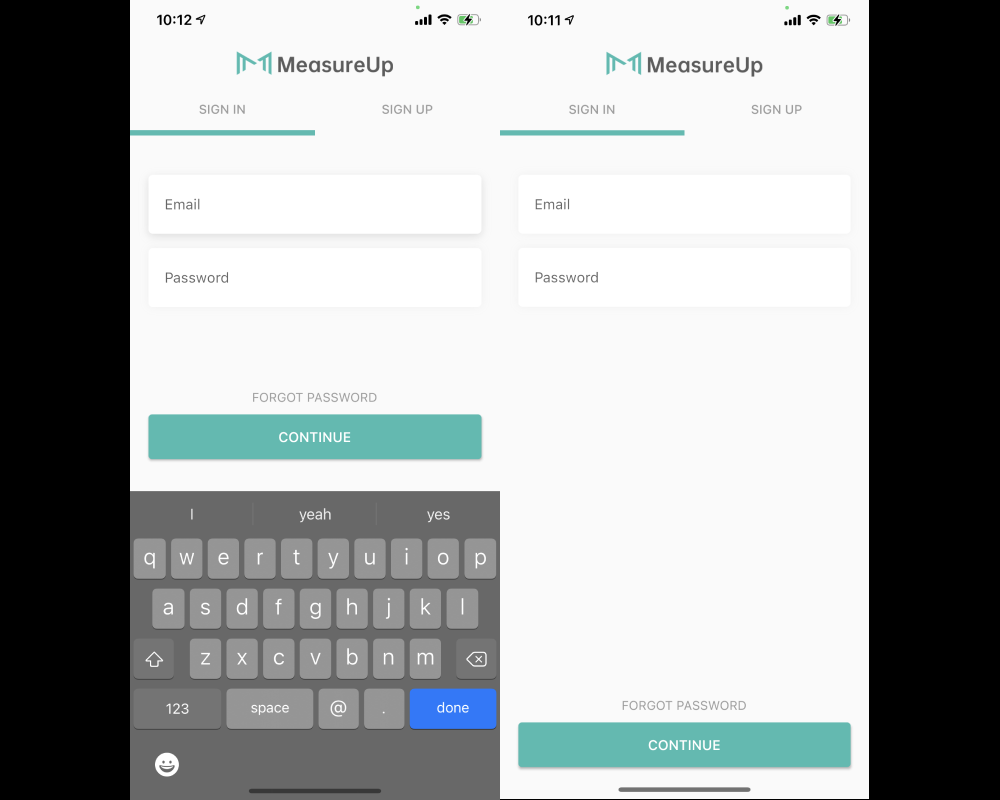 10:12
MeasureUp
SIGN IN SIGN UP
Email
Password
FORGOT PASSWORD
CONTINUE
I yeah yes
q w e r t y u i o p
a s d f g h j k l
z x c v b n m
123 space @ . done
10:11
MeasureUp
SIGN IN SIGN UP
Email
Password
FORGOT PASSWORD
CONTINUE